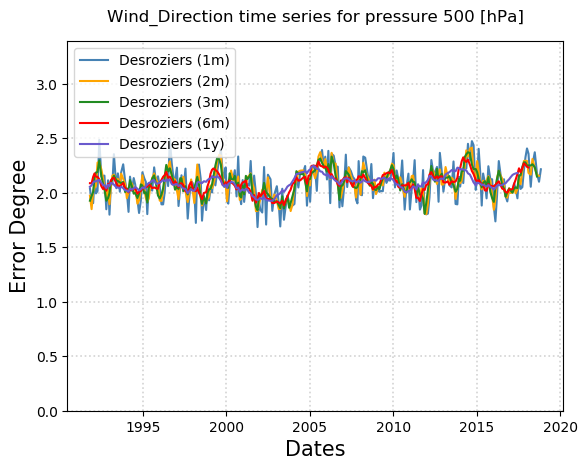 Wind_Direction time series for pressure 500 [hPa]
Desroziers (1m)
Desroziers (2m)
Desroziers (3m)
Desroziers (6m)
Desroziers (1y)
Error Degree
3.0
2.5
2.0
1.5
1.0
0.5
0.0
1995 2000 2005 2010 2015 2020
Dates